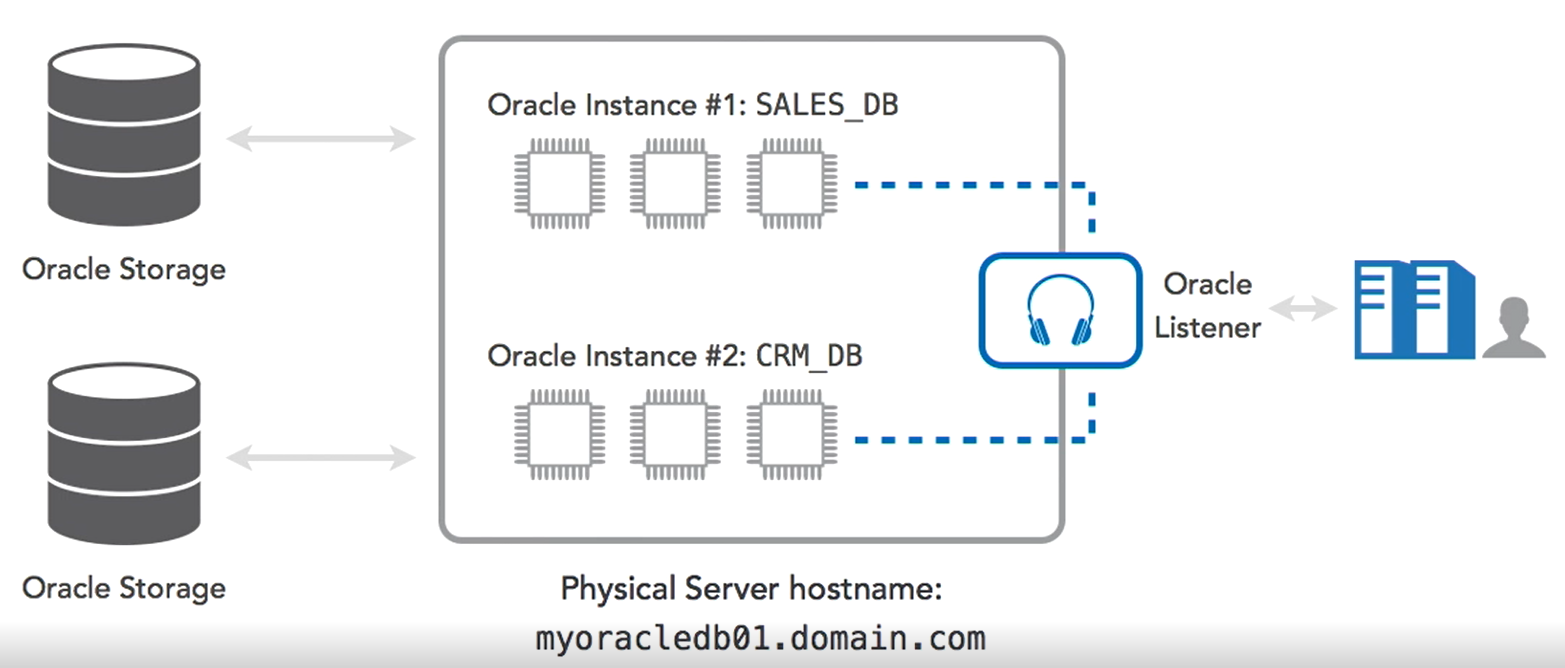 Oracle Instance #1: SALES_DB
Oracle Storage
Oracle
Listener
Oracle Instance #2: CRM_DB
Oracle Storage
Physical Server hostname:
myoracledb01.domain.com